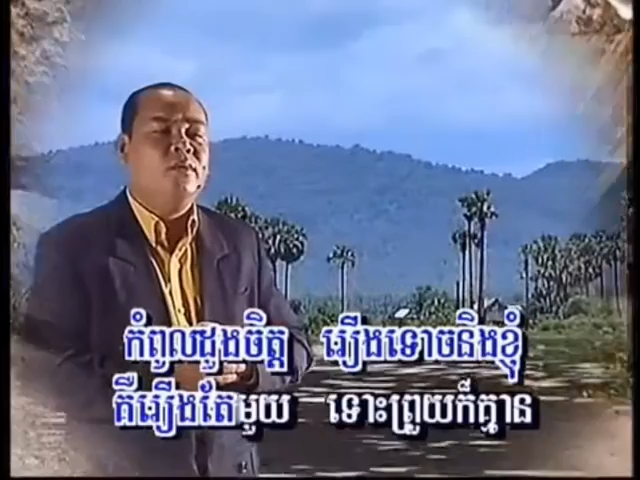 កំពូលដួងចិត្ត រឿងទោចនិងខ្ញុំ
គឺរឿងតែមួយ ទោះព្រួយក៏គ្មាន